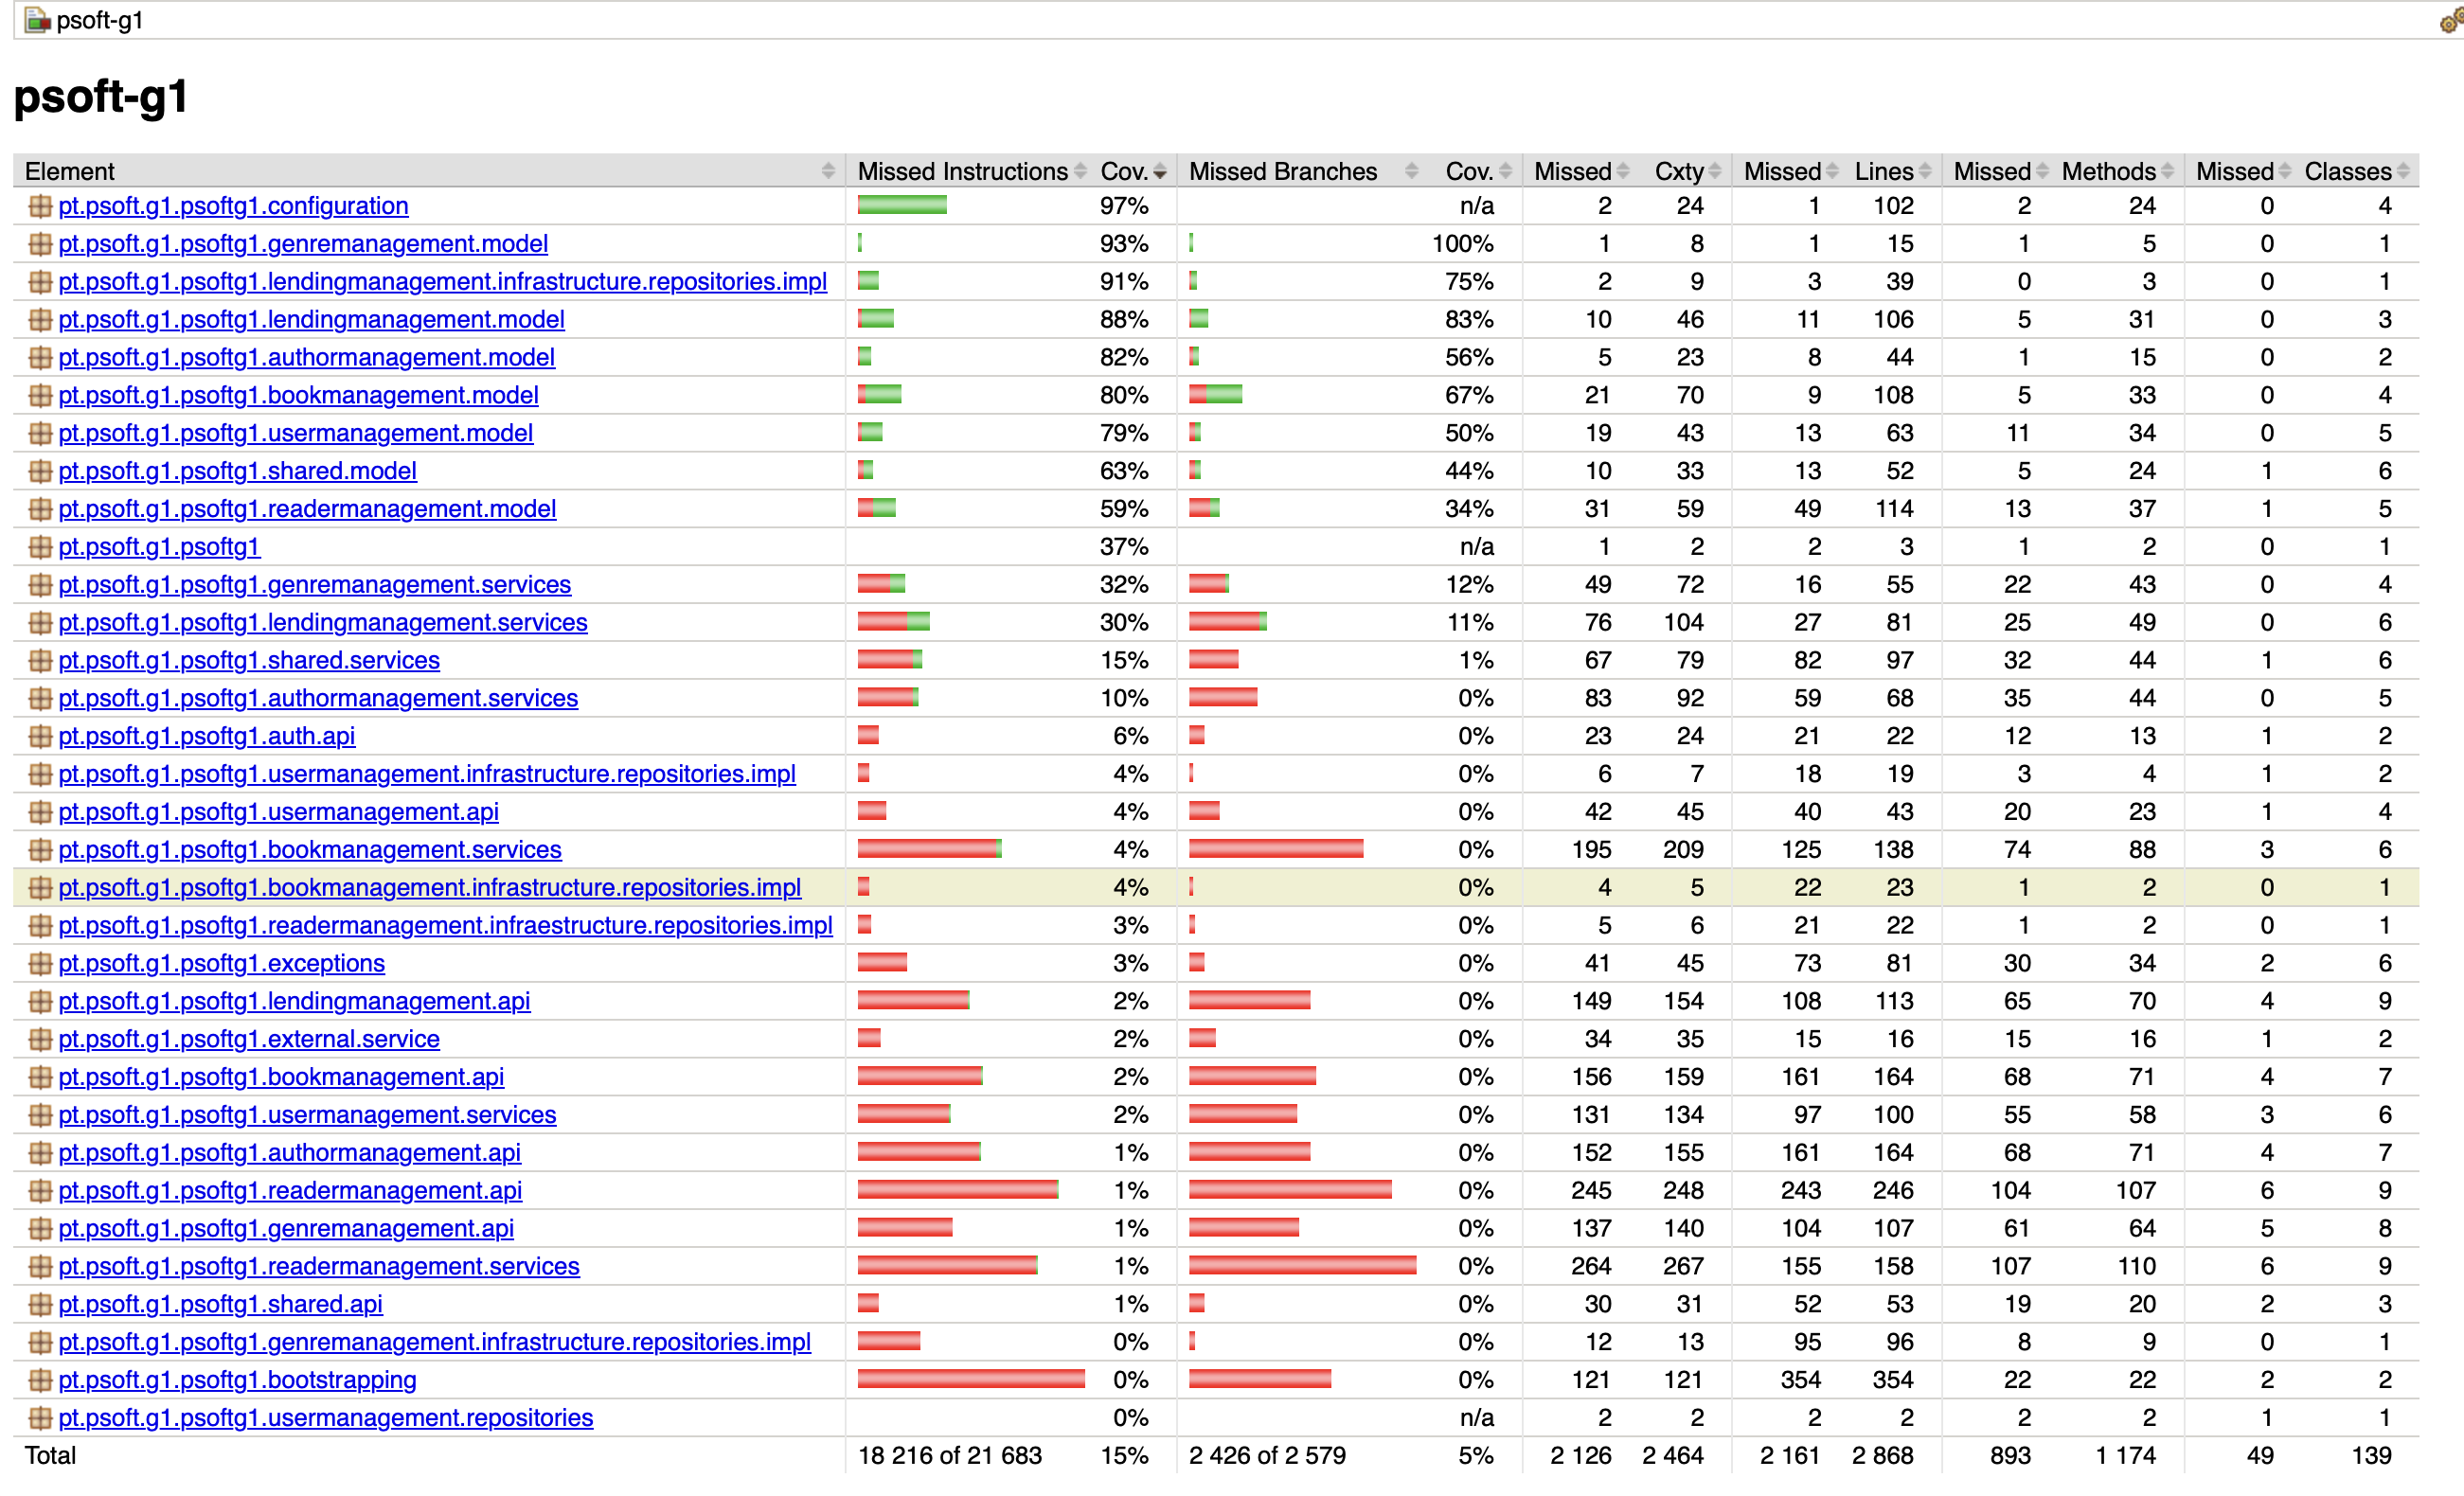 psoft-g1
psoft-g1
Element Missed Instructions Cov. Missed Branches Cov. Missed Cxty Missed Lines Missed Methods Missed Classes
pt.psoft.g1.psoftg1.configuration 97% n/a 2 24 1 102 2 24 0 4
pt.psoft.g1.psoftg1.genremanagement.model 93% 100% 1 8 1 15 1 5 0 1
pt.psoft.g1.psoftg1.lendingmanagement.infrastructure.repositories.impl 91% 75% 2 9 3 39 0 3 0 1
pt.psoft.g1.psoftg1.lendingmanagement.model 88% 83% 10 46 11 106 5 31 0 3
pt.psoft.g1.psoftg1.authormanagement.model 82% 56% 5 23 8 44 1 15 0 2
pt.psoft.g1.psoftg1.bookmanagement.model 80% 67% 21 70 9 108 5 33 0 4
pt.psoft.g1.psoftg1.usermanagement.model 79% 50% 19 43 13 63 11 34 0 5
pt.psoft.g1.psoftg1.shared.model 63% 44% 10 33 13 52 5 24 1 6
pt.psoft.g1.psoftg1.readermanagement.model 59% 34% 31 59 49 114 13 37 1 5
pt.psoft.g1.psoftg1 37% n/a 1 2 2 3 1 2 0 1
pt.psoft.g1.psoftg1.genremanagement.services 32% 12% 49 72 16 55 22 43 0 4
pt.psoft.g1.psoftg1.lendingmanagement.services 30% 11% 76 104 27 81 25 49 0 6
pt.psoft.g1.psoftg1.shared.services 15% 1% 67 79 82 97 32 44 1 6
pt.psoft.g1.psoftg1.authormanagement.services 10% 0% 83 92 59 68 35 44 0 5
pt.psoft.g1.psoftg1.auth.api 6% 0% 23 24 21 22 12 13 1 2
pt.psoft.g1.psoftg1.usermanagement.infrastructure.repositories.impl 4% 0% 6 7 18 19 3 4 1 2
pt.psoft.g1.psoftg1.usermanagement.api 4% 0% 42 45 40 43 20 23 1 4
pt.psoft.g1.psoftg1.bookmanagement.services 4% 0% 195 209 125 138 74 88 3 6
pt.psoft.g1.psoftg1.bookmanagement.infrastructure.repositories.impl 4% 0% 4 5 22 23 1 2 0 1
pt.psoft.g1.psoftg1.readermanagement.infraestructure.repositories.impl 3% 0% 5 6 21 22 1 2 0 1
pt.psoft.g1.psoftg1.exceptions 3% 0% 41 45 73 81 30 34 2 6
pt.psoft.g1.psoftg1.lendingmanagement.api 2% 0% 149 154 108 113 65 70 4 9
pt.psoft.g1.psoftg1.external.service 2% 0% 34 35 15 16 15 16 1 2
pt.psoft.g1.psoftg1.bookmanagement.api 2% 0% 156 159 161 164 68 71 4 7
pt.psoft.g1.psoftg1.usermanagement.services 2% 0% 131 134 97 100 55 58 3 6
pt.psoft.g1.psoftg1.authormanagement.api 1% 0% 152 155 161 164 68 71 4 7
pt.psoft.g1.psoftg1.readermanagement.api 1% 0% 245 248 243 246 104 107 6 9
pt.psoft.g1.psoftg1.genremanagement.api 1% 0% 137 140 104 107 61 64 5 8
pt.psoft.g1.psoftg1.readermanagement.services 1% 0% 264 267 155 158 107 110 6 9
pt.psoft.g1.psoftg1.shared.api 1% 0% 30 31 52 53 19 20 2 3
pt.psoft.g1.psoftg1.genremanagement.infrastructure.repositories.impl 0% 0% 12 13 95 96 8 9 0 1
pt.psoft.g1.psoftg1.bootstrapping 0% 0% 121 121 354 354 22 22 2 2
pt.psoft.g1.psoftg1.usermanagement.repositories 0% n/a 2 2 2 2 2 2 1 1
Total 18 216 of 21 683 15% 2 426 of 2 579 5% 2 126 2 464 2 161 2 868 893 1 174 49 139